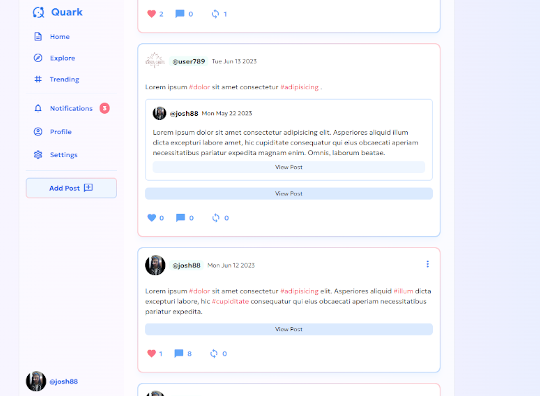 Quark
Home
Explore
Trending
Notifications 3
Profile
Settings
Add Post
@josh88
2 0 1
@user789 Tue Jun 13 2023
Lorem ipsum #dolor sit amet consectetur #adipisicing.
@josh88 Mon May 22 2023
Lorem ipsum dolor sit amet consectetur adipisicing elit. Asperiores aliquid illum
dicta excepturi labore amet, hic cupiditate consequatur qui eius obcaecati aperiam
necessitatibus pariatur expedita magnam enim. Omnis, laborum beatae.
View Post
View Post
0 0 0
@josh88 Mon Jun 12 2023
Lorem ipsum #dolor sit amet consectetur #adipisicing elit. Asperiores aliquid #illum dicta
excepturi labore, hic #cupiditate consequatur qui eius obcaecati aperiam necessitatibus
pariatur expedita.
View Post
1 8 0